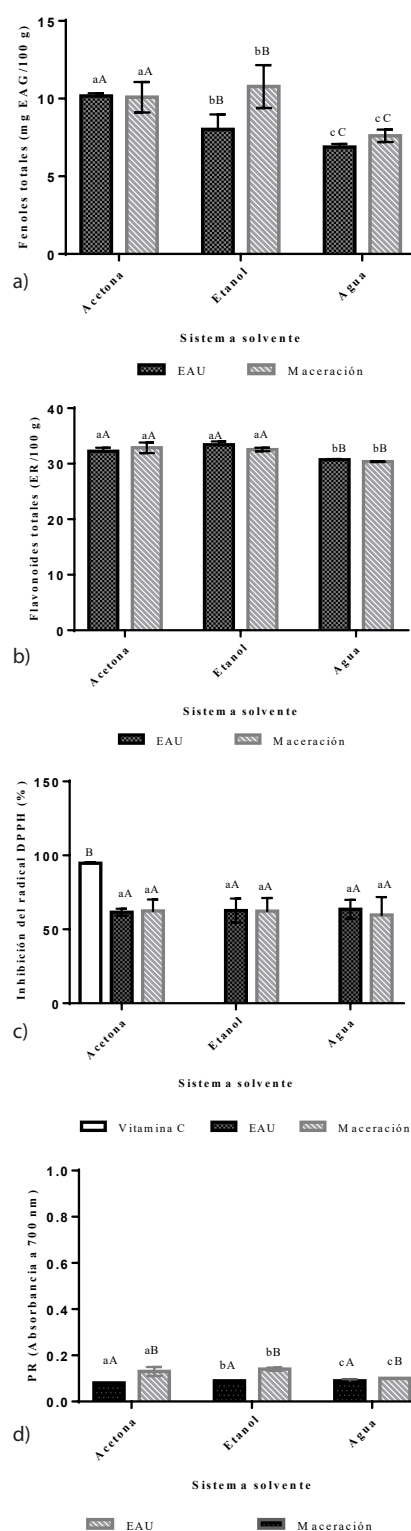 15
10
5
0
Fenoles totales (mg EAG/100 g)
aA aA
bB bB
cC cC
Acetona
Etanol
Agua
a)
Sistema solvente
EAU Maceración
40
30
20
10
0
Flavonoides totales (ER/100 g)
aA aA
aA aA
bB bB
Acetona
Etanol
Agua
b)
Sistema solvente
EAU Maceración
150
100
50
0
Inhibición del radical DPPH (%)
B
aA aA
aA aA
aA aA
Acetona
Etanol
Agua
c)
Sistema solvente
Vitamina C EAU Maceración
1.0
0.8
0.6
0.4
0.2
0.0
PR (Absorbancia a 700 nm)
aA aB
bA bB
cA cB
Acetona
Etanol
Agua
d)
Sistema solvente
EAU Maceración